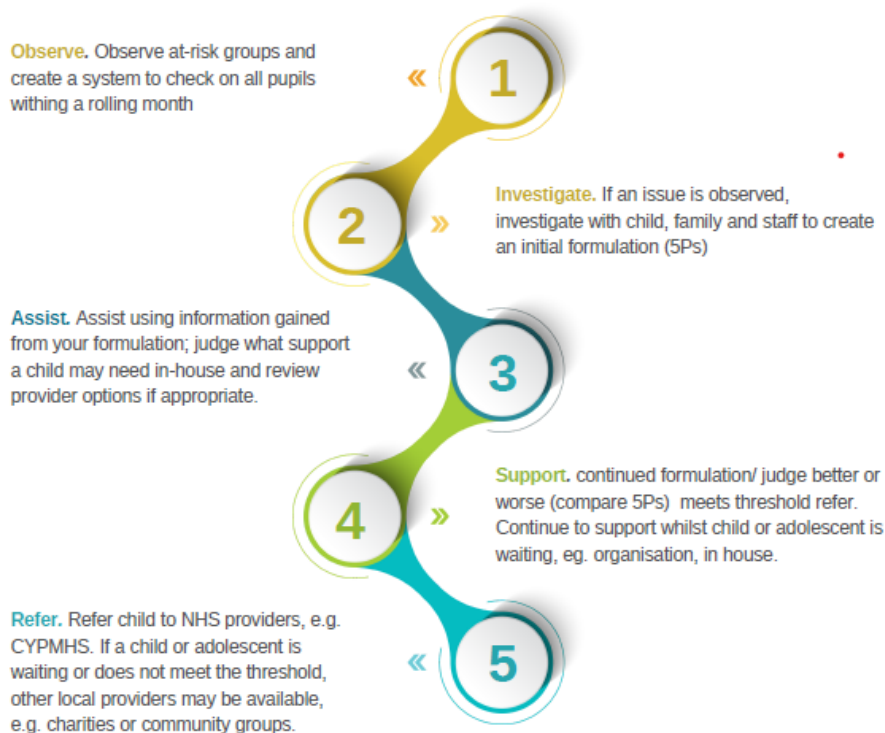 1
Observe. Observe at-risk groups and
create a system to check on all pupils
withing a rolling month
2
Investigate. If an issue is observed,
investigate with child, family and staff to create
an initial formulation (5Ps)
3
Assist. Assist using information gained
from your formulation; judge what support
a child may need in-house and review
provider options if appropriate.
4
Support. continued formulation/ judge better or
worse (compare 5Ps)  meets threshold refer.
Continue to support whilst child or adolescent is
waiting, eg. organisation, in house.
5
Refer. Refer child to NHS providers, e.g.
CYPMHS. If a child or adolescent is
waiting or does not meet the threshold,
other local providers may be available,
e.g. charities or community groups.